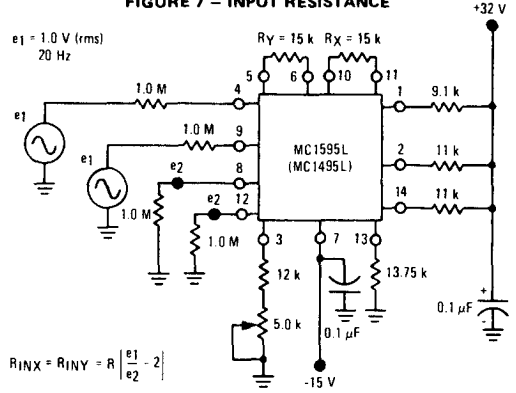 FIGURE 7 – INPUT RESISTANCE
+32 V
e1 = 1.0 V (rms)
20 Hz
RY = 15 k
RX = 15 k
5
6
10
11
1.0 M
4
1
9.1 k
e1
1.0 M
9
MC1595L
(MC1495L)
2
11 k
e1
e2
8
14
11 k
1.0 M
e2
12
1.0 M
3
7
13
12 k
13.75 k
5.0 k
0.1 µF
+
0.1 µF
-
RINX = RINY = R |e1/e2 - 2|
-15 V